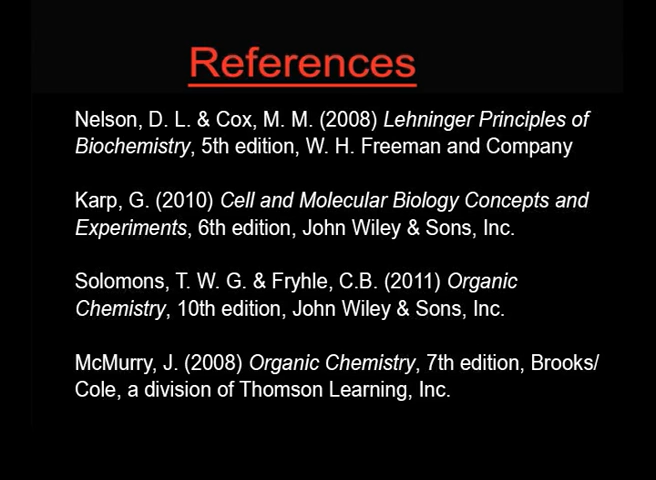 References
Nelson, D. L. & Cox, M. M. (2008) Lehninger Principles of
Biochemistry, 5th edition, W. H. Freeman and Company
Karp, G. (2010) Cell and Molecular Biology Concepts and
Experiments, 6th edition, John Wiley & Sons, Inc.
Solomons, T. W. G. & Fryhle, C.B. (2011) Organic
Chemistry, 10th edition, John Wiley & Sons, Inc.
McMurry, J. (2008) Organic Chemistry, 7th edition, Brooks/
Cole, a division of Thomson Learning, Inc.